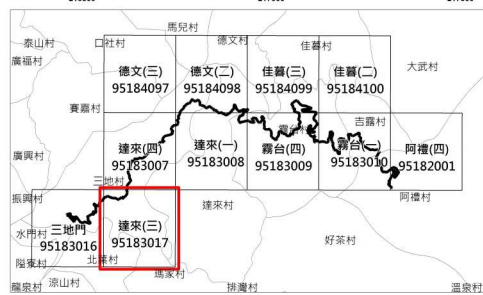 馬兒村
泰山村
口社村
德文村
佳暮村
廣福村
大武村
德文(三)
德文(二)
佳暮(三)
佳暮(二)
95184097
95184098
95184099
95184100
賽嘉村
霧台村
吉露村
達來(四)
達來(一)
霧台(四)
霧台(二)
阿禮(四)
95183007
95183008
95183009
95183010
95182001
廣興村
三地村
振興村
阿禮村
達來村
水門村
三地門
達來(三)
95183016
95183017
好茶村
隘寮村
北葉村
瑪家村
龍泉村
涼山村
排灣村
溫泉村